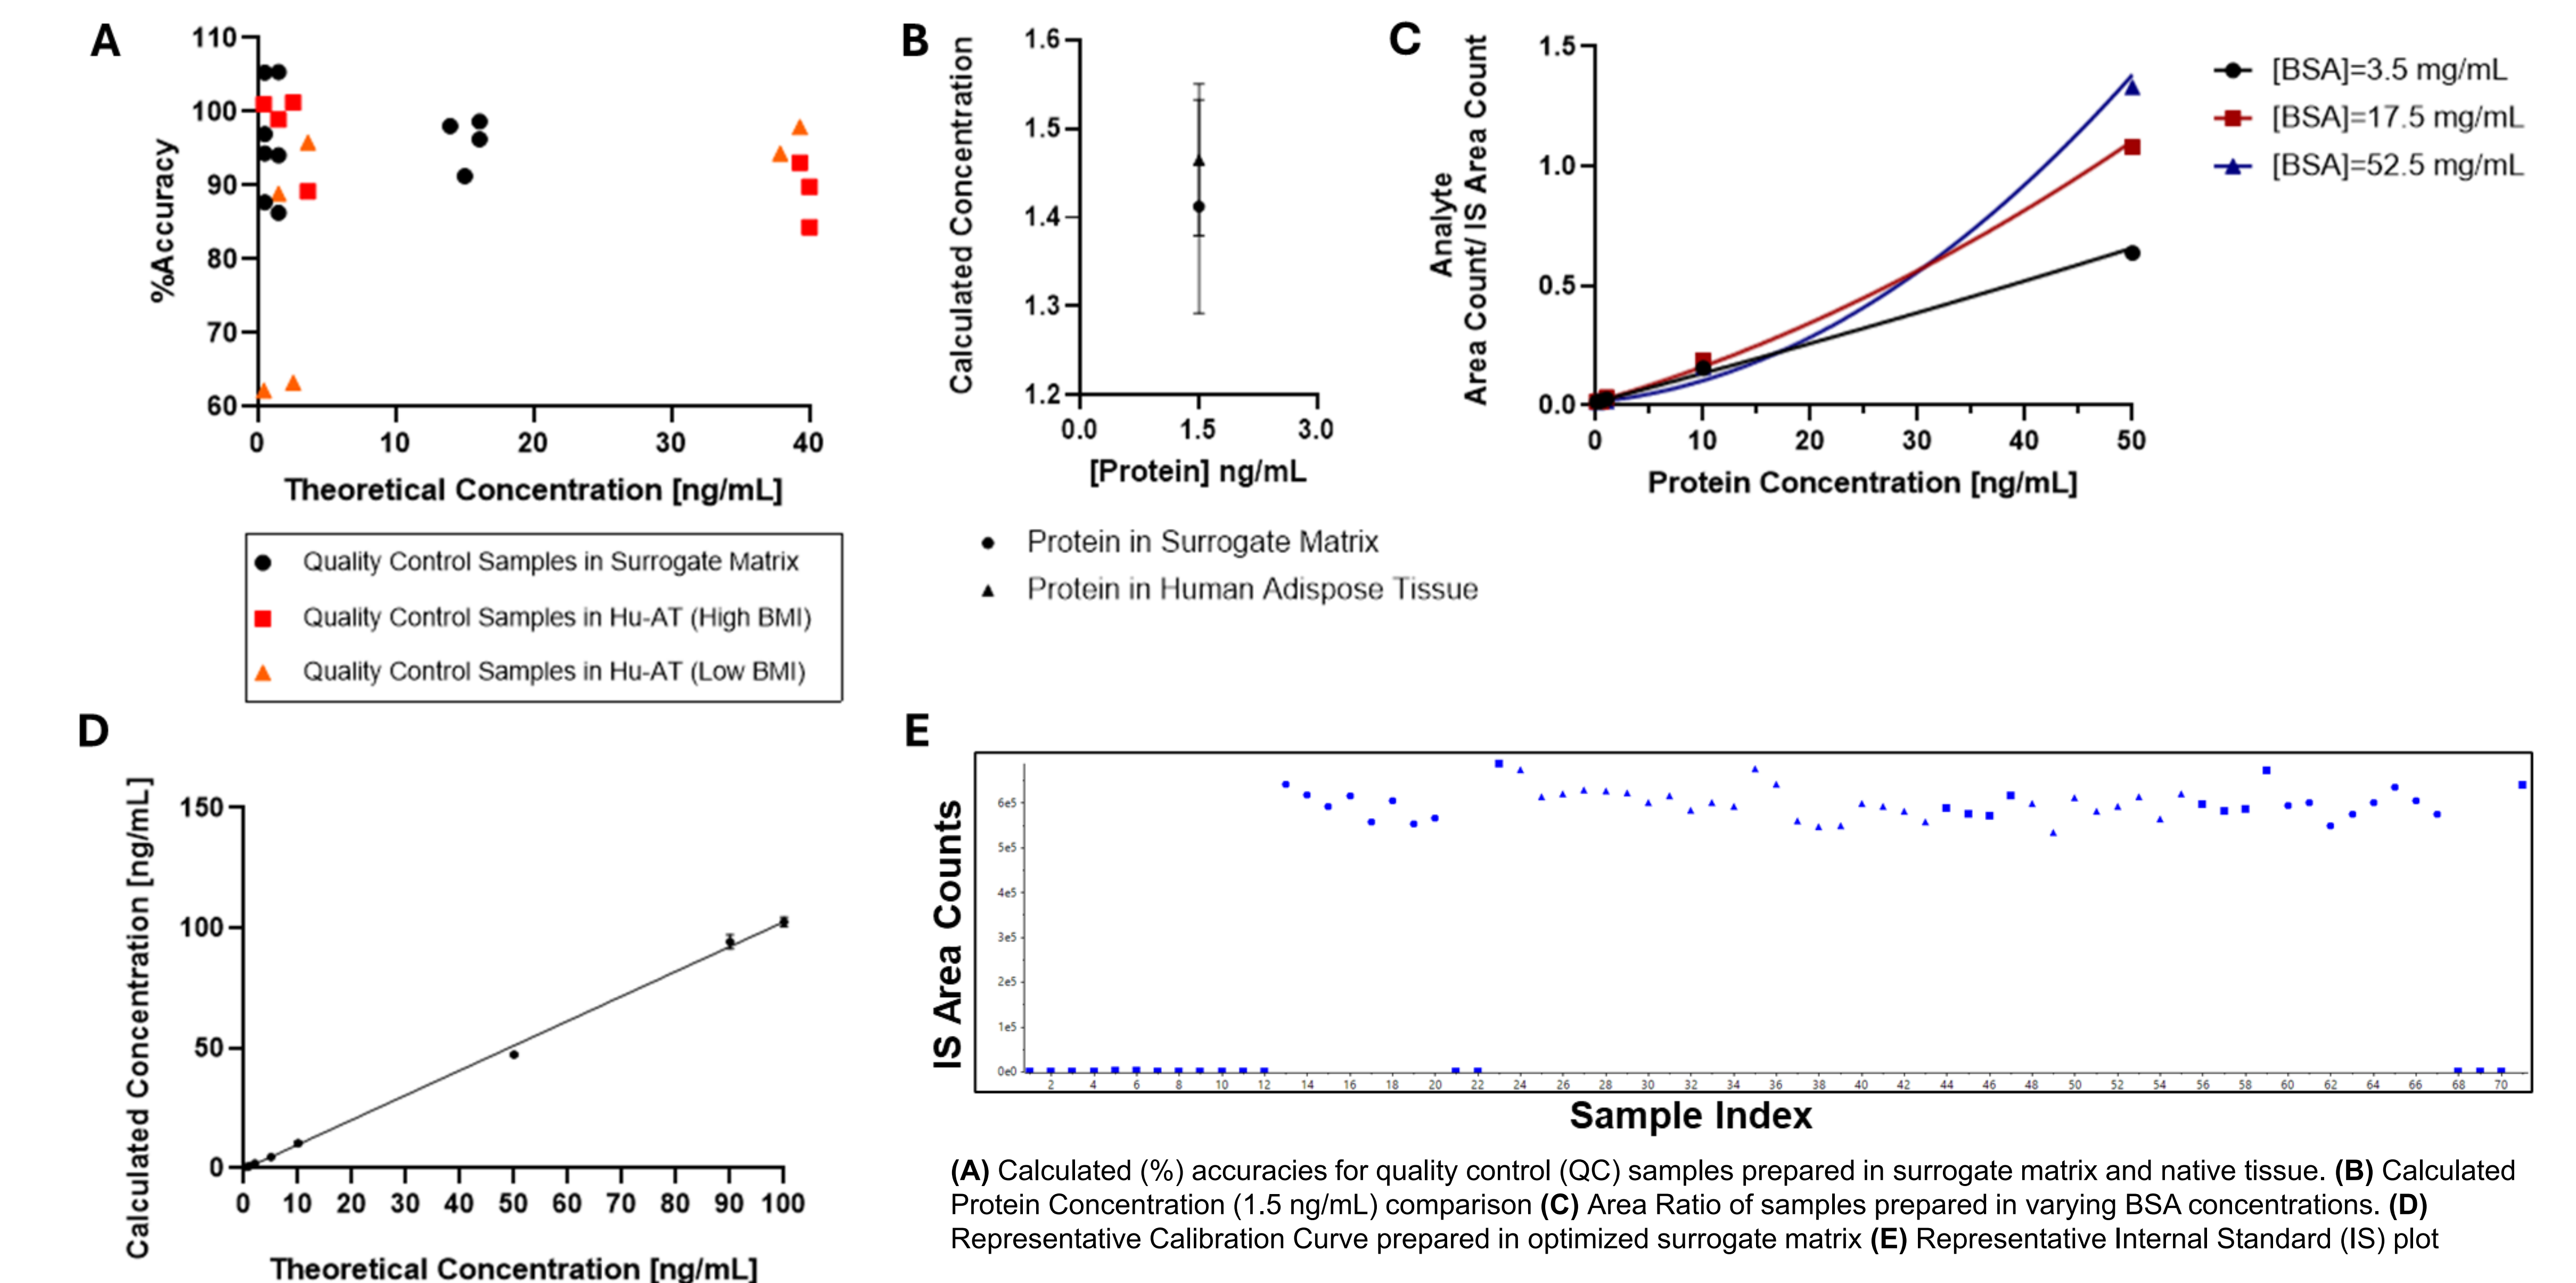 A
110
100
90
80
70
60
%Accuracy
0 10 20 30 40
Theoretical Concentration [ng/mL]
Quality Control Samples in Surrogate Matrix
Quality Control Samples in Hu-AT (High BMI)
Quality Control Samples in Hu-AT (Low BMI)
B
1.6
1.5
1.4
1.3
1.2
Calculated Concentration
0.0 1.5 3.0
[Protein] ng/mL
Protein in Surrogate Matrix
Protein in Human Adispose Tissue
C
1.5
1.0
0.5
0.0
Analyte
Area Count/ IS Area Count
0 10 20 30 40 50
Protein Concentration [ng/mL]
[BSA]=3.5 mg/mL
[BSA]=17.5 mg/mL
[BSA]=52.5 mg/mL
D
150
100
50
0
Calculated Concentration [ng/mL]
0 10 20 30 40 50 60 70 80 90 100
Theoretical Concentration [ng/mL]
E
6e5
5e5
4e5
3e5
2e5
1e5
0e0
IS Area Counts
2 4 6 8 10 12 14 16 18 20 22 24 26 28 30 32 34 36 38 40 42 44 46 48 50 52 54 56 58 60 62 64 66 68 70
Sample Index
(A) Calculated (%) accuracies for quality control (QC) samples prepared in surrogate matrix and native tissue. (B) Calculated
Protein Concentration (1.5 ng/mL) comparison (C) Area Ratio of samples prepared in varying BSA concentrations. (D)
Representative Calibration Curve prepared in optimized surrogate matrix (E) Representative Internal Standard (IS) plot